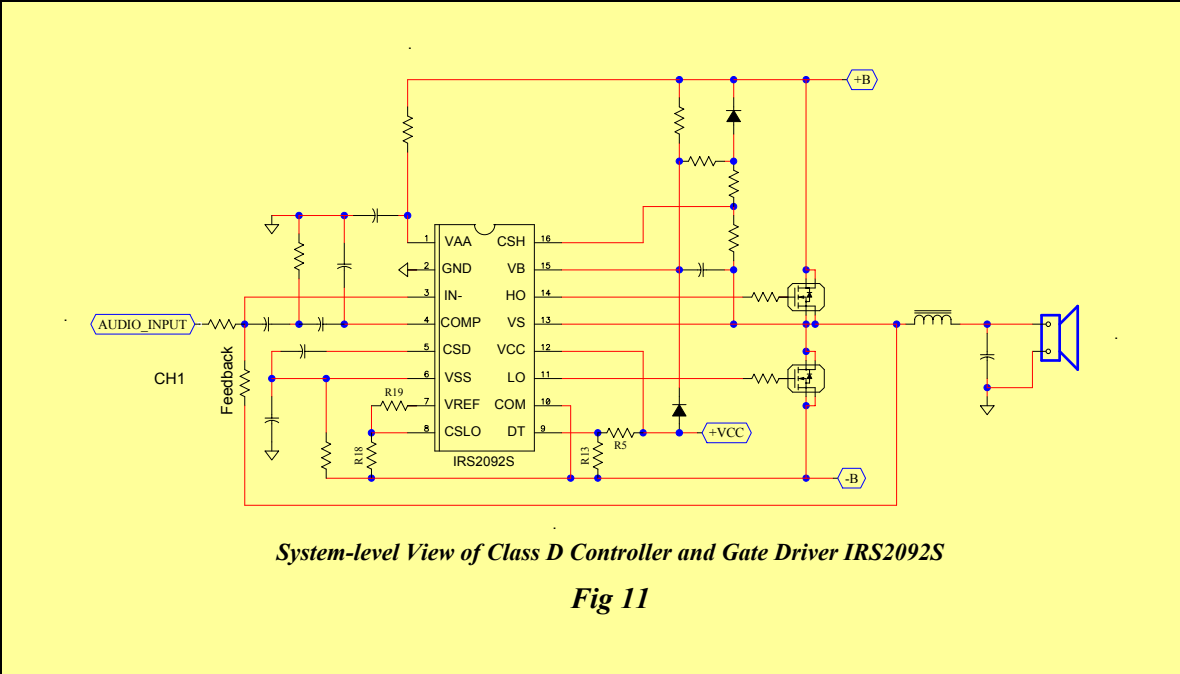 +B
1 VAA CSH 16
2 GND VB 15
3 IN- HO 14
AUDIO_INPUT 4 COMP VS 13
5 CSD VCC 12
CH1 Feedback 6 VSS LO 11
R19 7 VREF COM 10
R18 8 CSLO DT 9 R13 R5 +VCC
IRS2092S
-B
System-level View of Class D Controller and Gate Driver IRS2092S
Fig 11